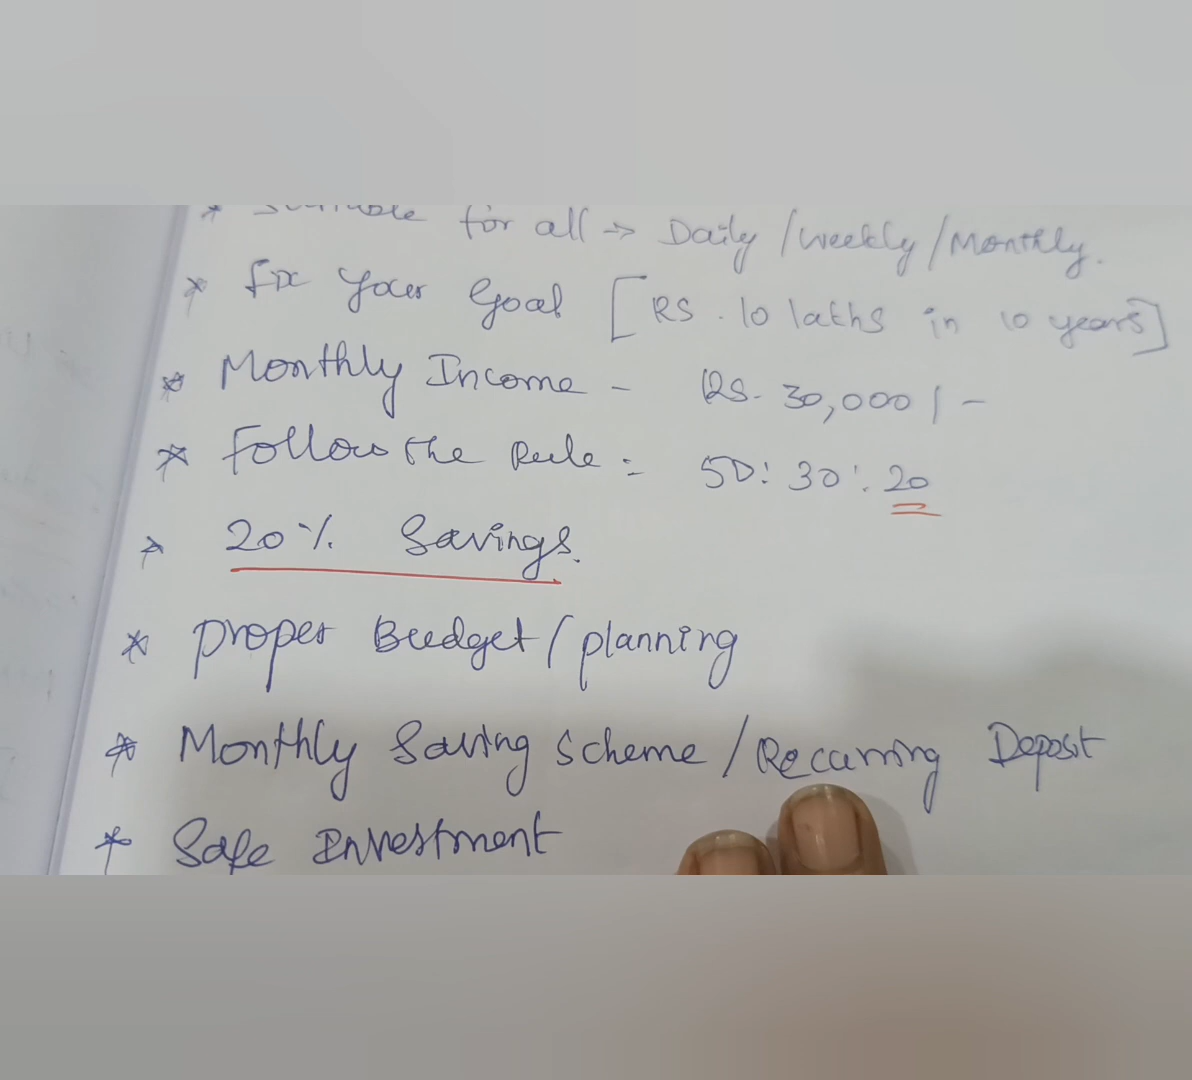 * Suitable for all → Daily / Weekly / Monthly.
* Fix Your Goal [RS. 10 lakhs in 10 years]
* Monthly Income - RS. 30,000/-
* Follow the Rule : 50 : 30 : 20
* 20% Savings.
* Proper Budget / planning
* Monthly Saving Scheme / Recurring Deposit
* Safe Investment